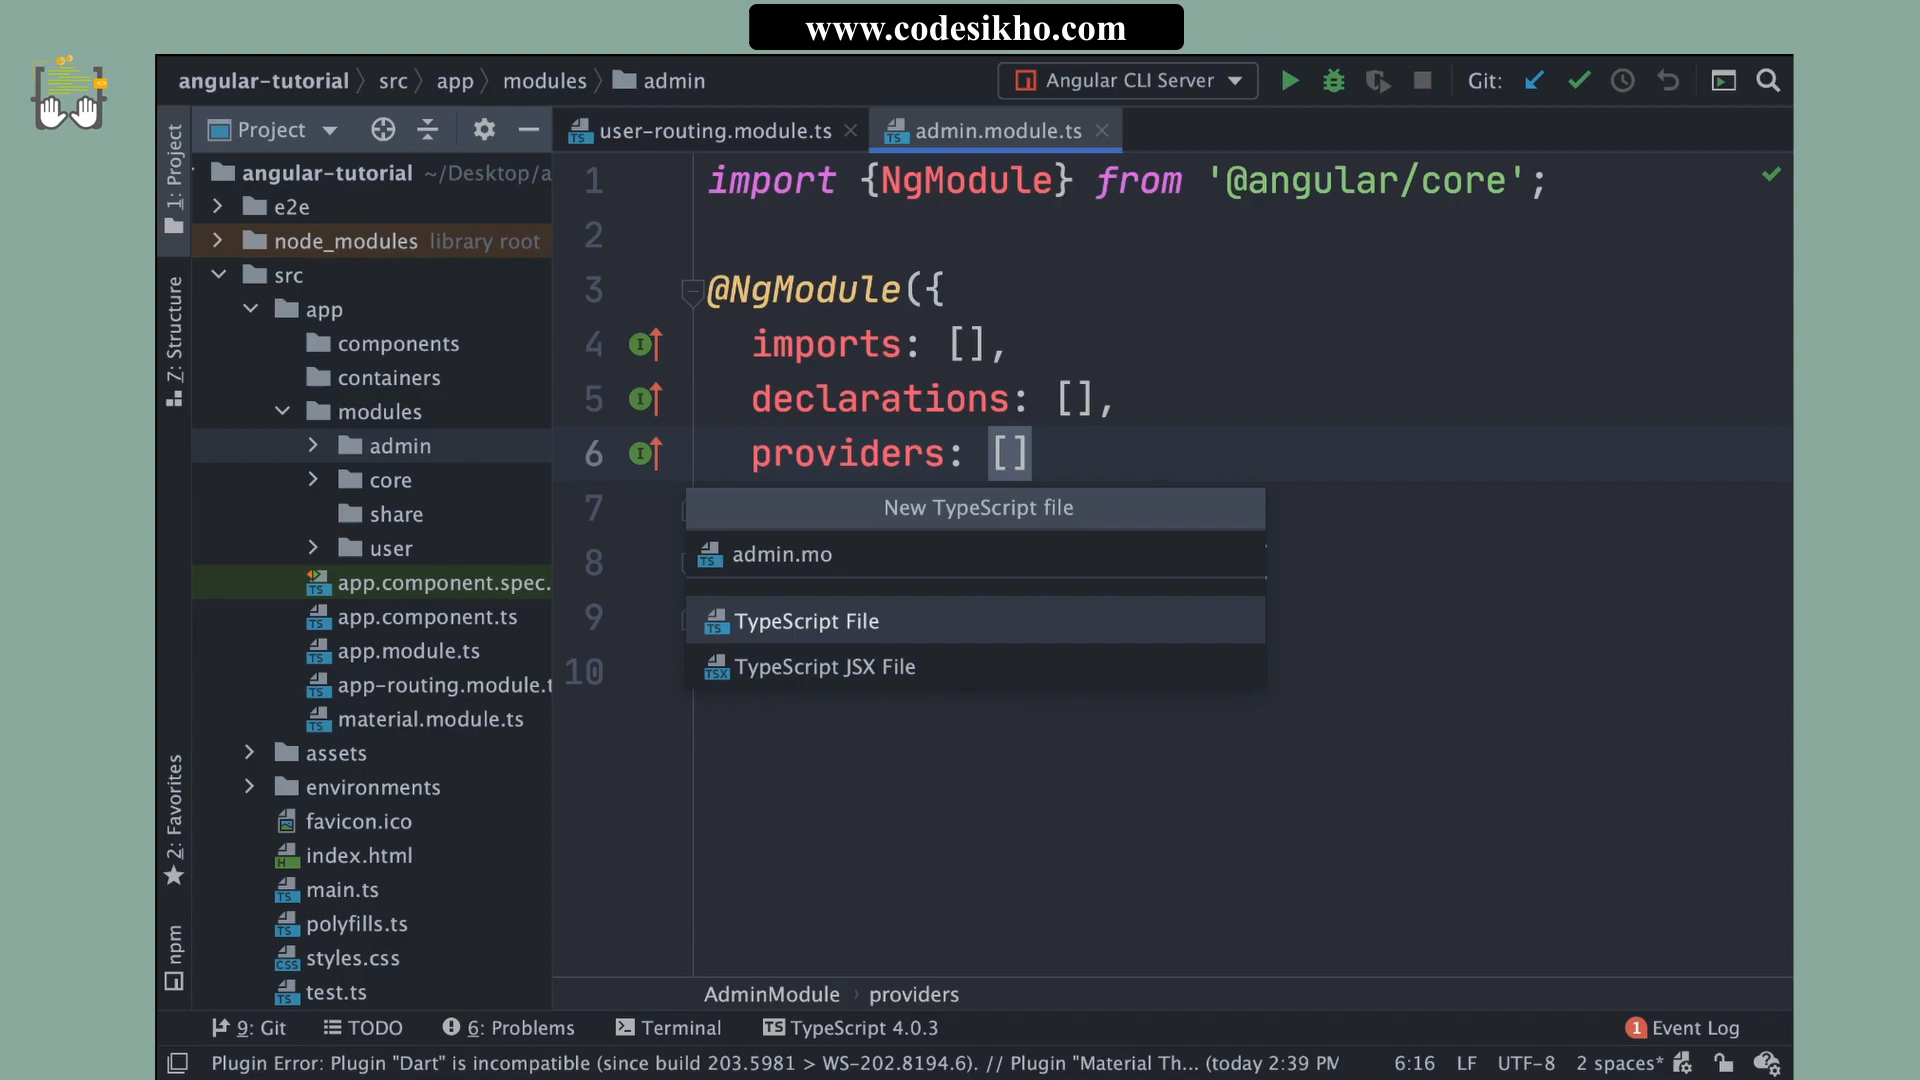 www.codesikho.com
angular-tutorial src app modules admin
Angular CLI Server
Git:
Project
user-routing.module.ts
admin.module.ts
1: Project
Z: Structure
2: Favorites
npm
angular-tutorial ~/Desktop/a
e2e
node_modules library root
src
app
components
containers
modules
admin
core
share
user
app.component.spec.
app.component.ts
app.module.ts
app-routing.module.t
material.module.ts
assets
environments
favicon.ico
index.html
main.ts
polyfills.ts
styles.css
test.ts
1 import {NgModule} from '@angular/core';
2
3 @NgModule({
4 imports: [],
5 declarations: [],
6 providers: []
7
8
9
10
New TypeScript file
admin.mo
TypeScript File
TypeScript JSX File
AdminModule › providers
9: Git
TODO
6: Problems
Terminal
TypeScript 4.0.3
1 Event Log
Plugin Error: Plugin "Dart" is incompatible (since build 203.5981 > WS-202.8194.6). // Plugin "Material Th... (today 2:39 PM
6:16 LF UTF-8 2 spaces*